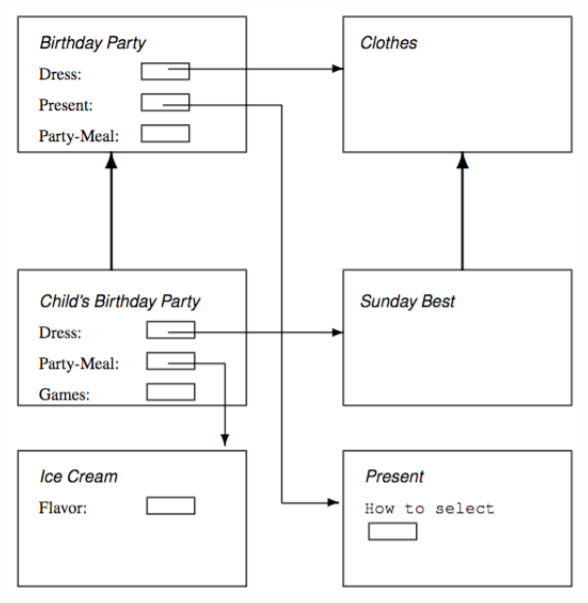 Birthday Party
Dress:
Present:
Party-Meal:
Clothes
Child's Birthday Party
Dress:
Party-Meal:
Games:
Sunday Best
Ice Cream
Flavor:
Present
How to select